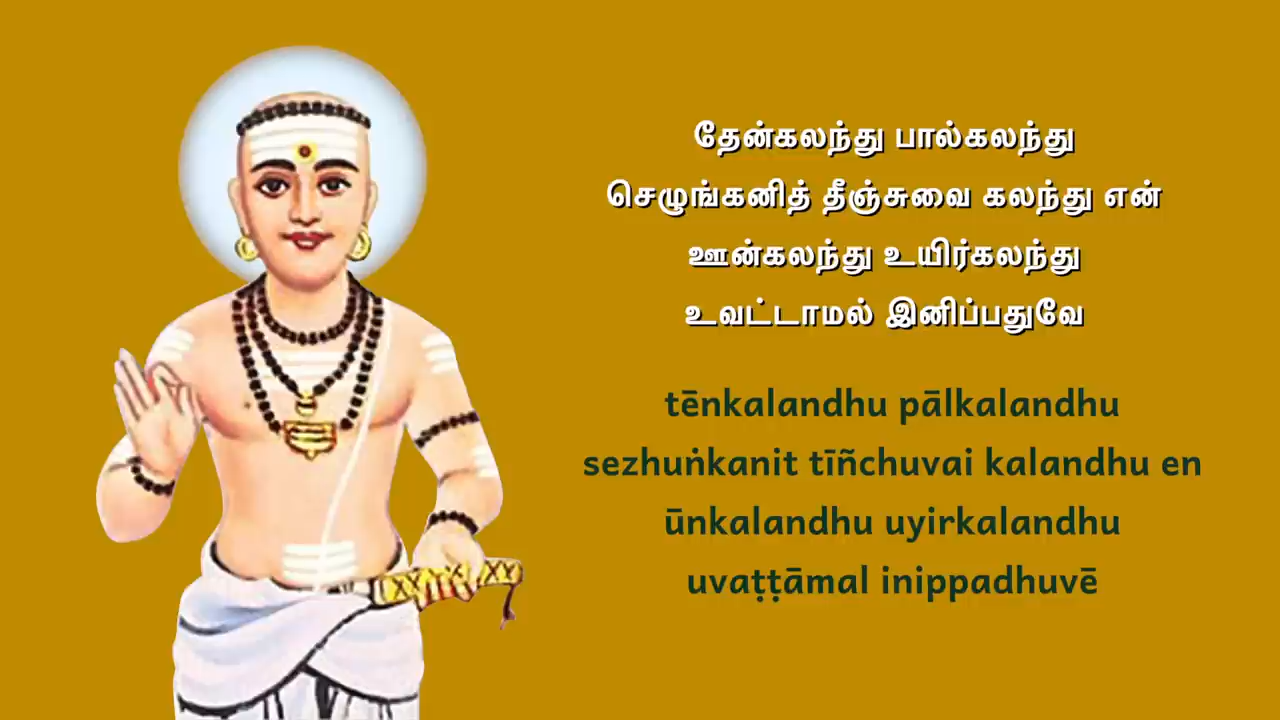 தேன்கலந்து பால்கலந்து
செழுங்கனித் தீஞ்சுவை கலந்து என்
ஊன்கலந்து உயிர்கலந்து
உவட்டாமல் இனிப்பதுவே
tēnkalandhu pālkalandhu
sezhuṅkanit tīñchuvai kalandhu en
ūnkalandhu uyirkalandhu
uvaṭṭāmal inippadhuvē